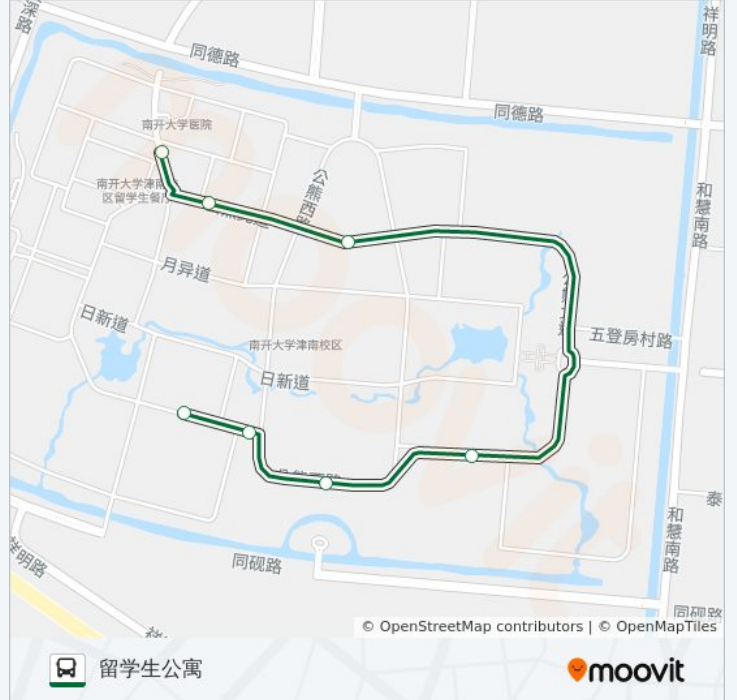 深路
同德路
祥明路
同德路
南开大学医院
南开大学津南
区留学生餐厅
公熊西路
和慧南路
月异道
日新道
五登房村路
南开大学津南校区
日新道
泰
和慧南路
同砚路
祥明路
同砚路
© OpenStreetMap contributors | © OpenMapTiles
留学生公寓
moovit